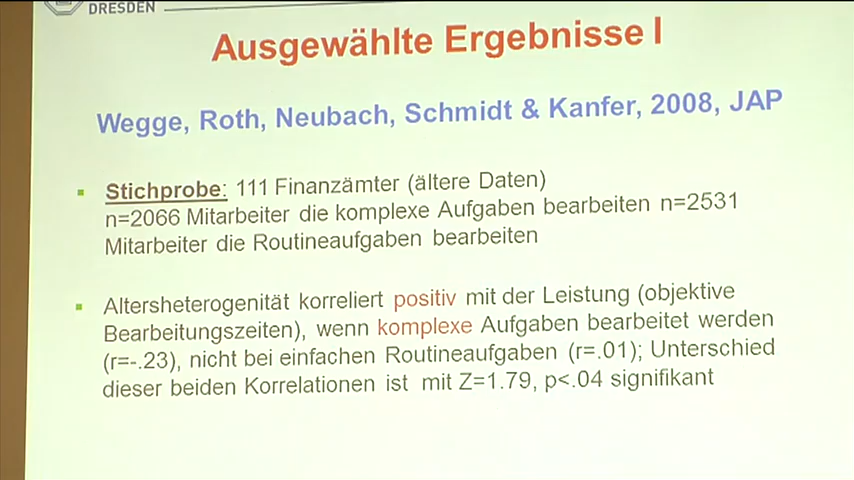 DRESDEN
Ausgewählte Ergebnisse I
Wegge, Roth, Neubach, Schmidt & Kanfer, 2008, JAP
Stichprobe: 111 Finanzämter (ältere Daten)
n=2066 Mitarbeiter die komplexe Aufgaben bearbeiten n=2531
Mitarbeiter die Routineaufgaben bearbeiten
Altersheterogenität korreliert positiv mit der Leistung (objektive
Bearbeitungszeiten), wenn komplexe Aufgaben bearbeitet werden
(r=-.23), nicht bei einfachen Routineaufgaben (r=.01); Unterschied
dieser beiden Korrelationen ist mit Z=1.79, p<.04 signifikant